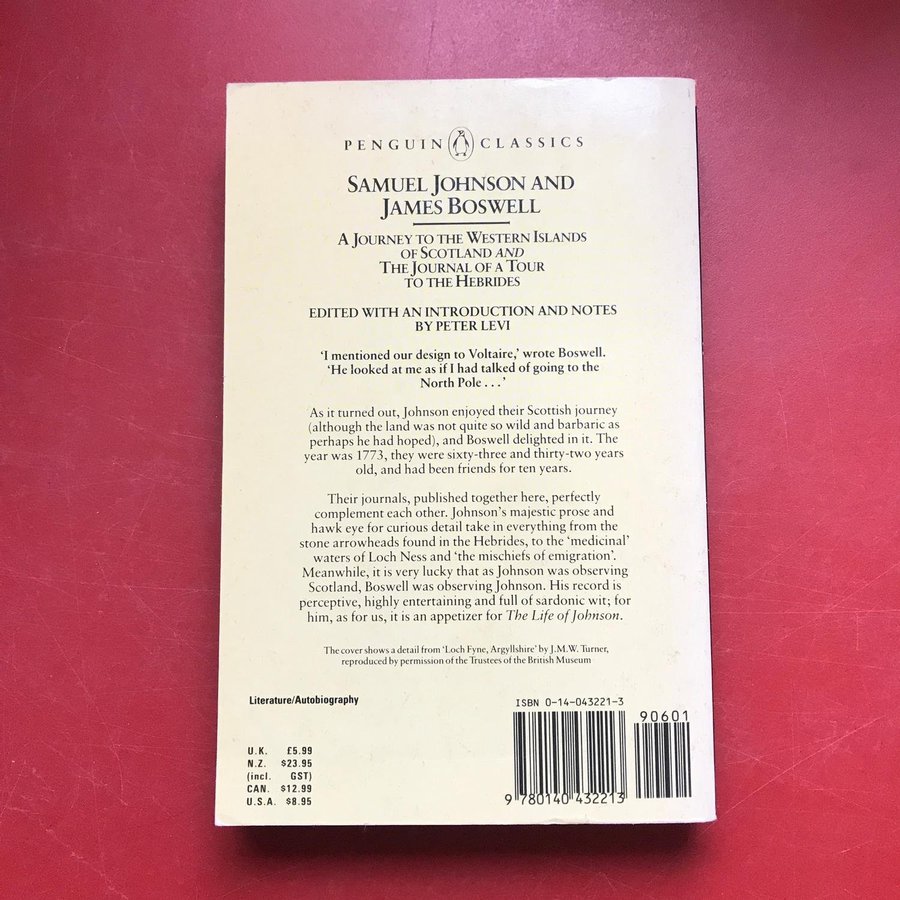 PENGUIN CLASSICS
SAMUEL JOHNSON AND
JAMES BOSWELL
A JOURNEY TO THE WESTERN ISLANDS
OF SCOTLAND AND
THE JOURNAL OF A TOUR
TO THE HEBRIDES
EDITED WITH AN INTRODUCTION AND NOTES
BY PETER LEVI
‘I mentioned our design to Voltaire,’ wrote Boswell.
‘He looked at me as if I had talked of going to the
North Pole . . .’
As it turned out, Johnson enjoyed their Scottish journey
(although the land was not quite so wild and barbaric as
perhaps he had hoped), and Boswell delighted in it. The
year was 1773, they were sixty-three and thirty-two years
old, and had been friends for ten years.
Their journals, published together here, perfectly
complement each other. Johnson’s majestic prose and
hawk eye for curious detail take in everything from the
stone arrowheads found in the Hebrides, to the ‘medicinal’
waters of Loch Ness and ‘the mischiefs of emigration’.
Meanwhile, it is very lucky that as Johnson was observing
Scotland, Boswell was observing Johnson. His record is
perceptive, highly entertaining and full of sardonic wit; for
him, as for us, it is an appetizer for The Life of Johnson.
The cover shows a detail from ‘Loch Fyne, Argyllshire’ by J.M.W. Turner,
reproduced by permission of the Trustees of the British Museum
Literature/Autobiography
U.K. £5.99
N.Z. $23.95
(incl. GST)
CAN. $12.99
U.S.A. $8.95
ISBN 0-14-043221-3
90601
9 780140 432213